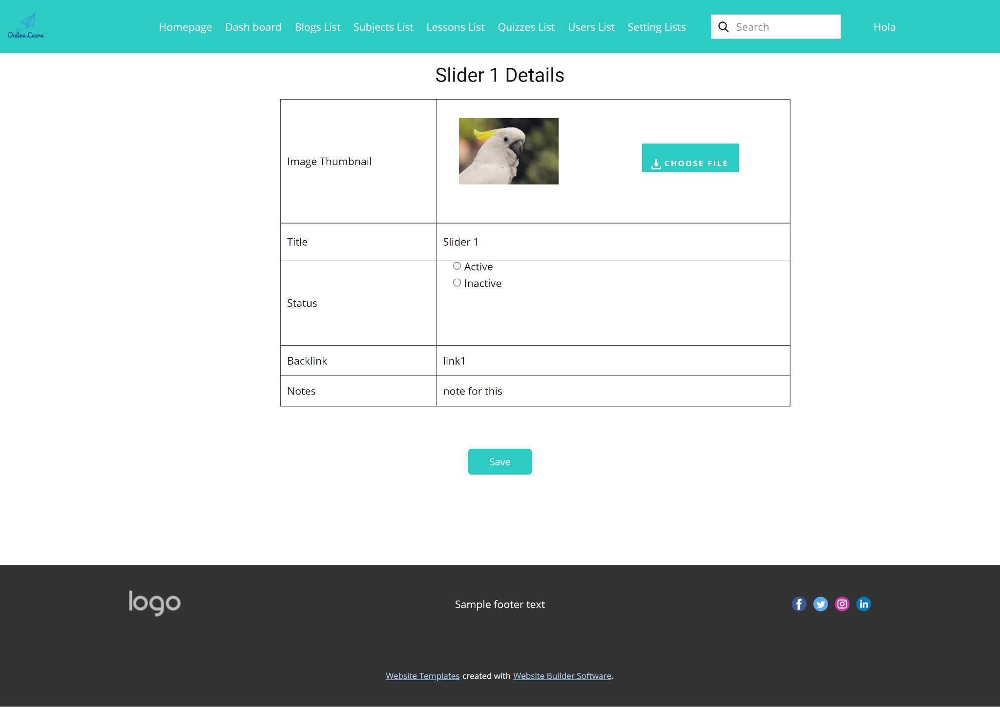 Online Learn
Homepage Dash board Blogs List Subjects List Lessons List Quizzes List Users List Setting Lists Search Hola
Slider 1 Details
Image Thumbnail CHOOSE FILE
Title Slider 1
Active
Inactive
Status
Backlink link1
Notes note for this
Save
logo Sample footer text f in
Website Templates created with Website Builder Software.